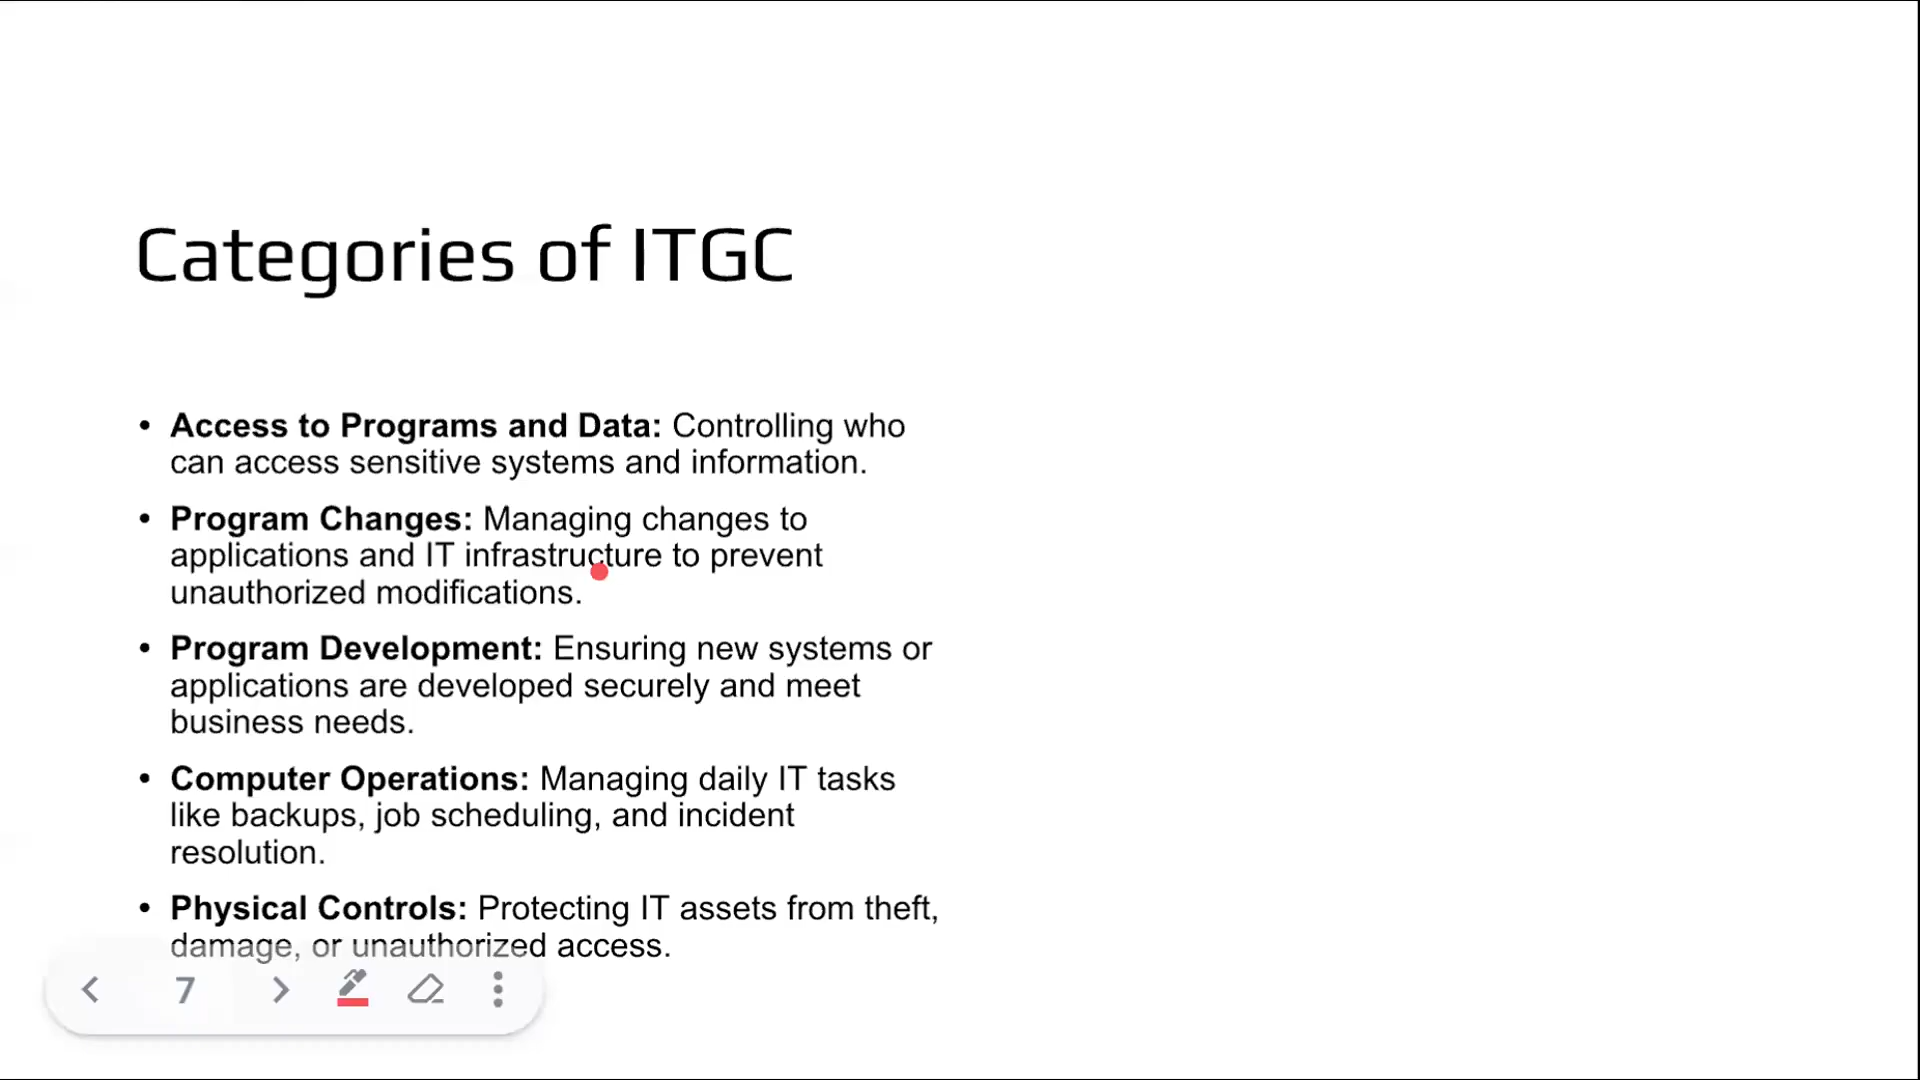 Categories of ITGC
• Access to Programs and Data: Controlling who
can access sensitive systems and information.
• Program Changes: Managing changes to
applications and IT infrastructure to prevent
unauthorized modifications.
• Program Development: Ensuring new systems or
applications are developed securely and meet
business needs.
• Computer Operations: Managing daily IT tasks
like backups, job scheduling, and incident
resolution.
• Physical Controls: Protecting IT assets from theft,
damage, or unauthorized access.
7